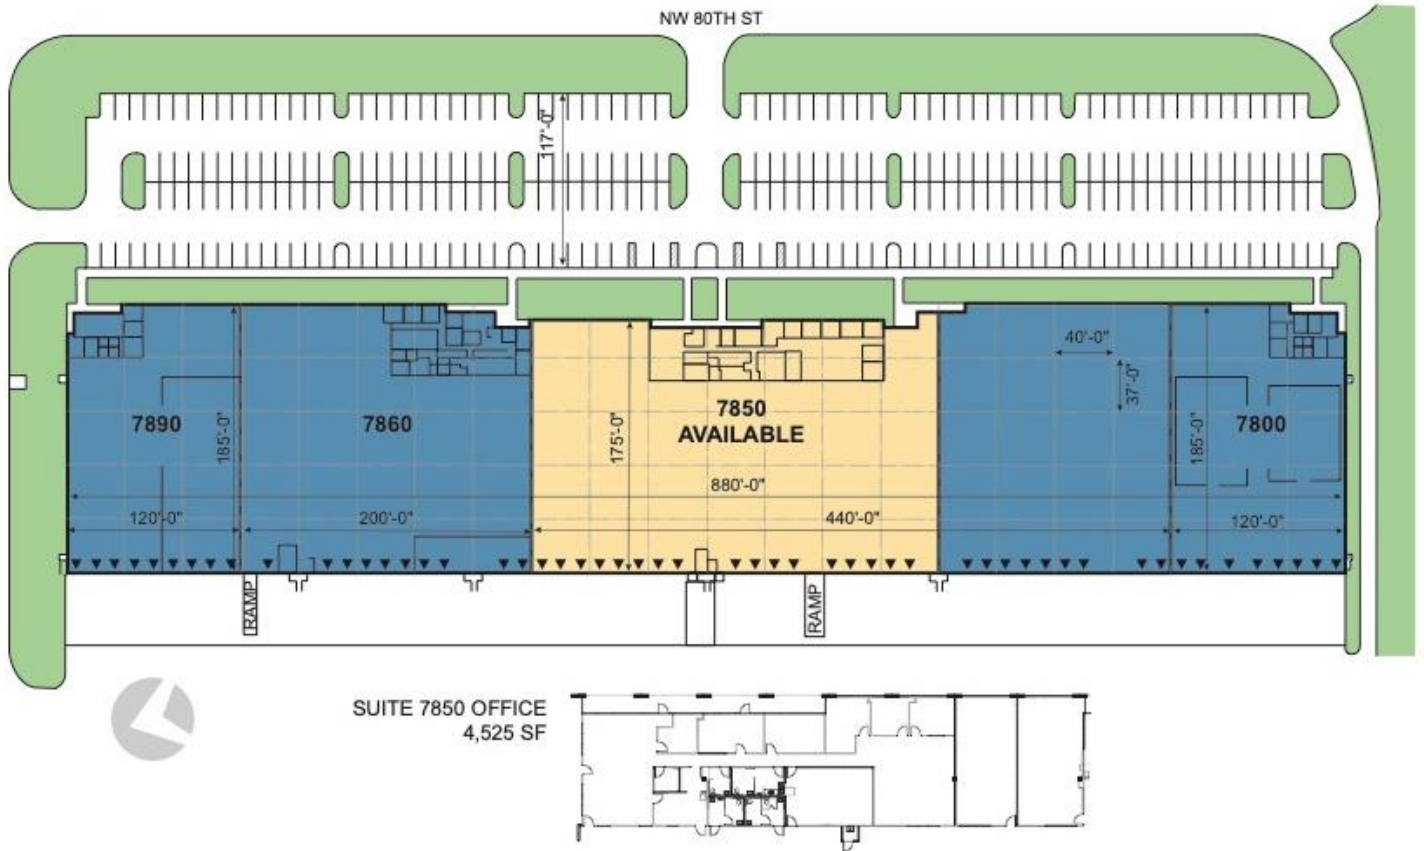 NW 80TH ST
117'-0"
40'-0"
37'-0"
7890
185'-0"
7860
175'-0"
7850
AVAILABLE
185'-0"
7800
880'-0"
120'-0"
200'-0"
440'-0"
120'-0"
RAMP
RAMP
SUITE 7850 OFFICE
4,525 SF